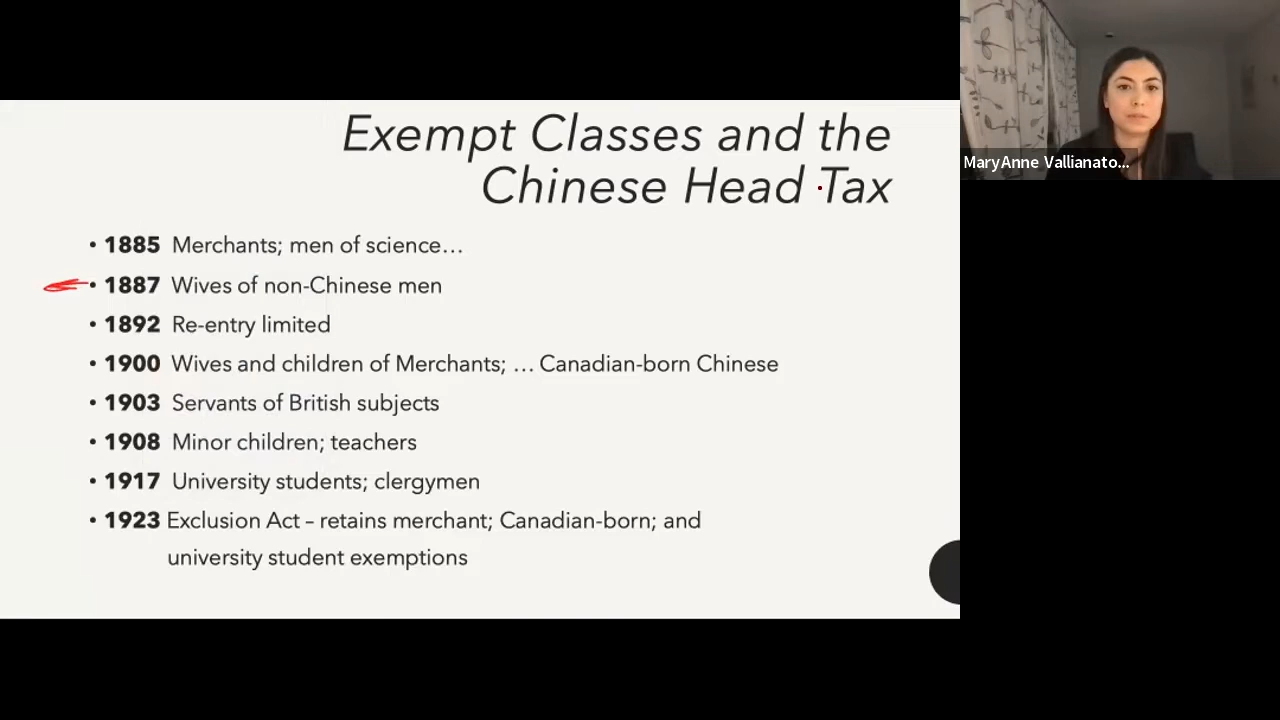 Exempt Classes and the
Chinese Head Tax
MaryAnne Vallianato...
• 1885 Merchants; men of science...
• 1887 Wives of non-Chinese men
• 1892 Re-entry limited
• 1900 Wives and children of Merchants; ... Canadian-born Chinese
• 1903 Servants of British subjects
• 1908 Minor children; teachers
• 1917 University students; clergymen
• 1923 Exclusion Act – retains merchant; Canadian-born; and
university student exemptions